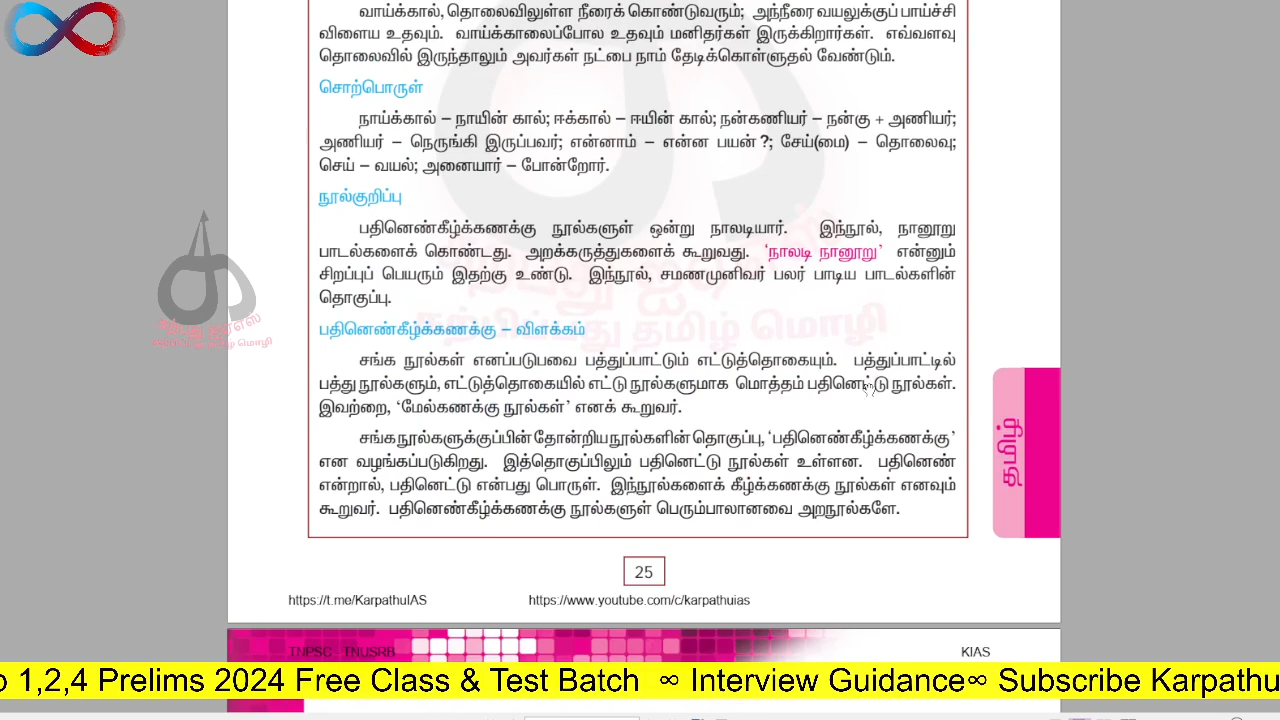 வாய்க்கால், தொலைவிலுள்ள நீரைக் கொண்டுவரும்; அந்நீரை வயலுக்குப் பாய்ச்சி
விளைய உதவும். வாய்க்காலைப்போல உதவும் மனிதர்கள் இருக்கிறார்கள். எவ்வளவு
தொலைவில் இருந்தாலும் அவர்கள் நட்பை நாம் தேடிக்கொள்ளுதல் வேண்டும்.
சொற்பொருள்
நாய்க்கால் – நாயின் கால்; ஈக்கால் – ஈயின் கால்; நன்கணியர் – நன்கு + அணியர்;
அணியர் – நெருங்கி இருப்பவர்; என்னாம் – என்ன பயன் ?; சேய்(மை) – தொலைவு;
செய் – வயல்; அனையார் – போன்றோர்.
நூல்குறிப்பு
பதினெண்கீழ்க்கணக்கு நூல்களுள் ஒன்று நாலடியார். இந்நூல், நானூறு
பாடல்களைக் கொண்டது. அறக்கருத்துகளைக் கூறுவது. ‘நாலடி நானூறு’ என்னும்
சிறப்புப் பெயரும் இதற்கு உண்டு. இந்நூல், சமணமுனிவர் பலர் பாடிய பாடல்களின்
தொகுப்பு.
பதினெண்கீழ்க்கணக்கு – விளக்கம்
சங்க நூல்கள் எனப்படுபவை பத்துப்பாட்டும் எட்டுத்தொகையும். பத்துப்பாட்டில்
பத்து நூல்களும், எட்டுத்தொகையில் எட்டு நூல்களுமாக மொத்தம் பதினெட்டு நூல்கள்.
இவற்றை, ‘மேல்கணக்கு நூல்கள்’ எனக் கூறுவர்.
சங்க நூல்களுக்குப்பின் தோன்றிய நூல்களின் தொகுப்பு, ‘பதினெண்கீழ்க்கணக்கு’
என வழங்கப்படுகிறது. இத்தொகுப்பிலும் பதினெட்டு நூல்கள் உள்ளன. பதினெண்
என்றால், பதினெட்டு என்பது பொருள். இந்நூல்களைக் கீழ்க்கணக்கு நூல்கள் எனவும்
கூறுவர். பதினெண்கீழ்க்கணக்கு நூல்களுள் பெரும்பாலானவை அறநூல்களே.
தமிழ்
25
https://t.me/KarpathuIAS https://www.youtube.com/c/karpathuias
TNPSC - TNUSRB KIAS
1,2,4 Prelims 2024 Free Class & Test Batch ∞ Interview Guidance∞ Subscribe Karpathu